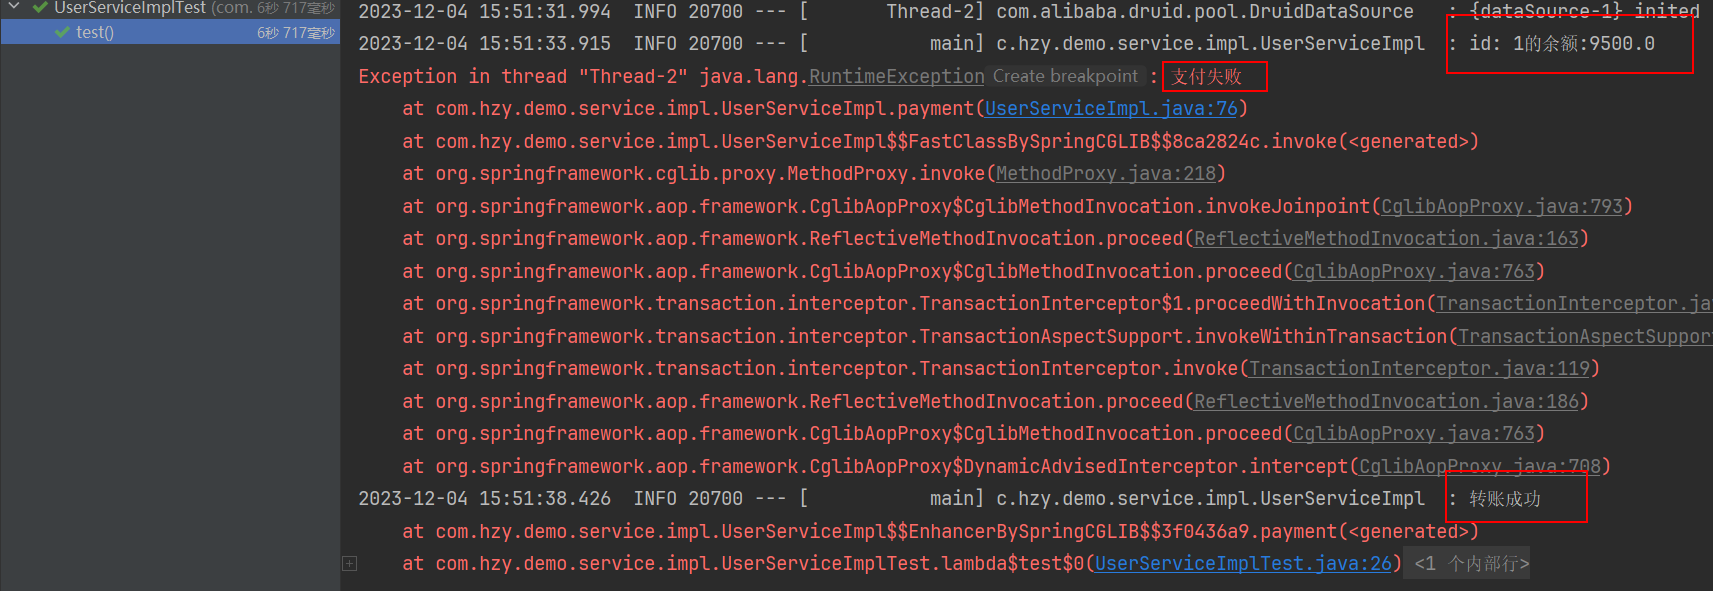 UserServiceImplTest (com. 6秒 717毫秒
test() 6秒 717毫秒
2023-12-04 15:51:31.994  INFO 20700 --- [       Thread-2] com.alibaba.druid.pool.DruidDataSource   : {dataSource-1} inited
2023-12-04 15:51:33.915  INFO 20700 --- [           main] c.hzy.demo.service.impl.UserServiceImpl  : id: 1的余额:9500.0
Exception in thread "Thread-2" java.lang.RuntimeException Create breakpoint : 支付失败
at com.hzy.demo.service.impl.UserServiceImpl.payment(UserServiceImpl.java:76)
at com.hzy.demo.service.impl.UserServiceImpl$$FastClassBySpringCGLIB$$8ca2824c.invoke(<generated>)
at org.springframework.cglib.proxy.MethodProxy.invoke(MethodProxy.java:218)
at org.springframework.aop.framework.CglibAopProxy$CglibMethodInvocation.invokeJoinpoint(CglibAopProxy.java:793)
at org.springframework.aop.framework.ReflectiveMethodInvocation.proceed(ReflectiveMethodInvocation.java:163)
at org.springframework.aop.framework.CglibAopProxy$CglibMethodInvocation.proceed(CglibAopProxy.java:763)
at org.springframework.transaction.interceptor.TransactionInterceptor$1.proceedWithInvocation(TransactionInterceptor.ja
at org.springframework.transaction.interceptor.TransactionAspectSupport.invokeWithinTransaction(TransactionAspectSuppor
at org.springframework.transaction.interceptor.TransactionInterceptor.invoke(TransactionInterceptor.java:119)
at org.springframework.aop.framework.ReflectiveMethodInvocation.proceed(ReflectiveMethodInvocation.java:186)
at org.springframework.aop.framework.CglibAopProxy$CglibMethodInvocation.proceed(CglibAopProxy.java:763)
at org.springframework.aop.framework.CglibAopProxy$DynamicAdvisedInterceptor.intercept(CglibAopProxy.java:708)
2023-12-04 15:51:38.426  INFO 20700 --- [           main] c.hzy.demo.service.impl.UserServiceImpl  : 转账成功
at com.hzy.demo.service.impl.UserServiceImpl$$EnhancerBySpringCGLIB$$3f0436a9.payment(<generated>)
at com.hzy.demo.service.impl.UserServiceImplTest.lambda$test$0(UserServiceImplTest.java:26) <1 个内部行>